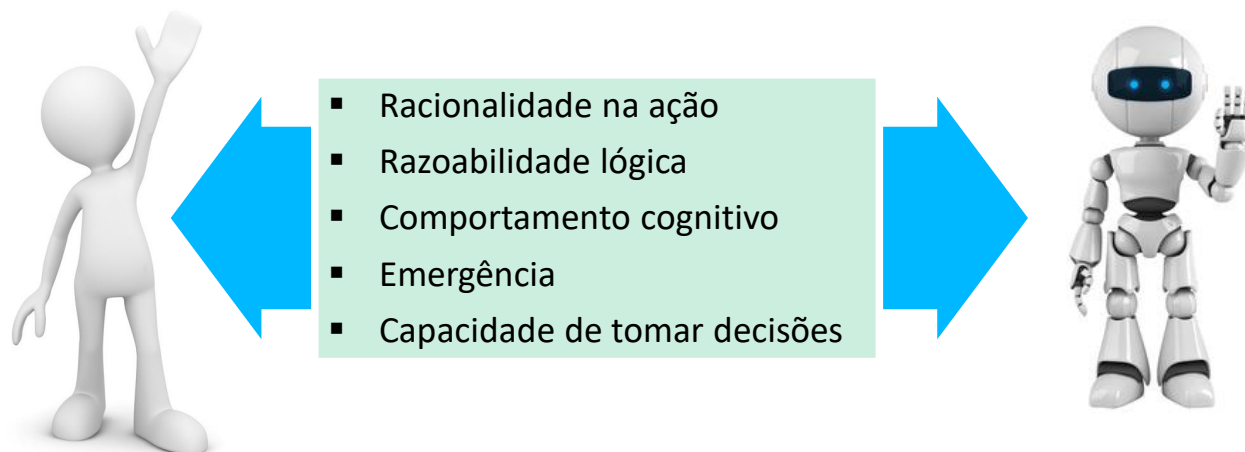 ▪ Racionalidade na ação
▪ Razoabilidade lógica
▪ Comportamento cognitivo
▪ Emergência
▪ Capacidade de tomar decisões